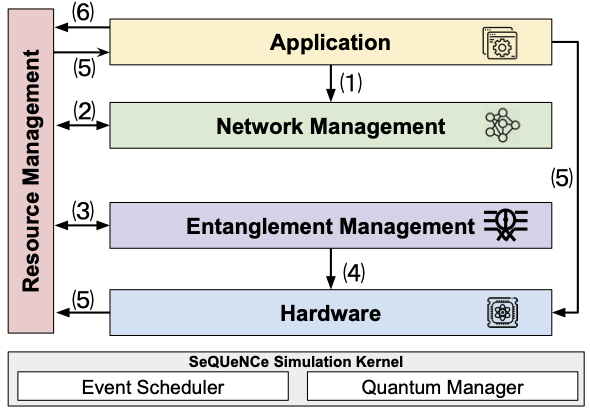 (6)
Application
(5)
(1)
(2)
Network Management
Resource Management
(5)
(3)
Entanglement Management
(4)
(5)
Hardware
SeQUeNCe Simulation Kernel
Event Scheduler
Quantum Manager